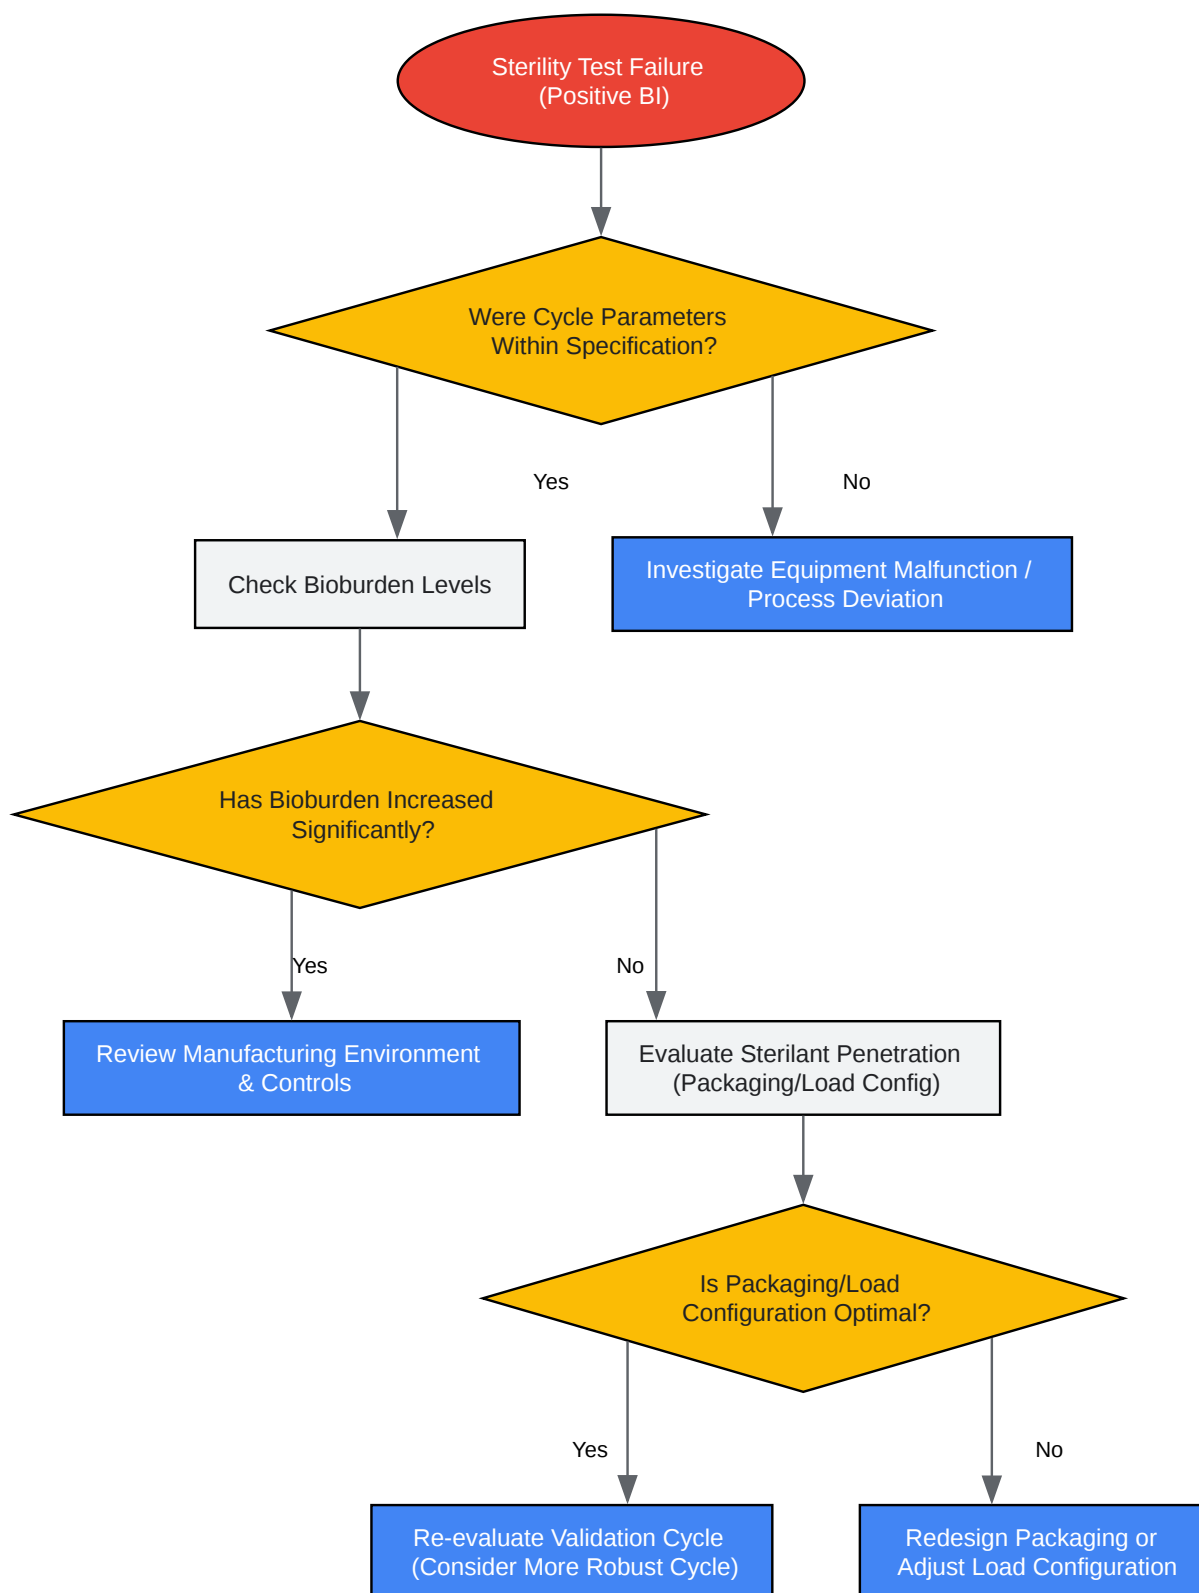 Sterility Test Failure
(Positive BI)
Were Cycle Parameters
Within Specification?
Yes
No
Check Bioburden Levels
Investigate Equipment Malfunction /
Process Deviation
Has Bioburden Increased
Significantly?
Yes
No
Review Manufacturing Environment
& Controls
Evaluate Sterilant Penetration
(Packaging/Load Config)
Is Packaging/Load
Configuration Optimal?
Yes
No
Re-evaluate Validation Cycle
(Consider More Robust Cycle)
Redesign Packaging or
Adjust Load Configuration